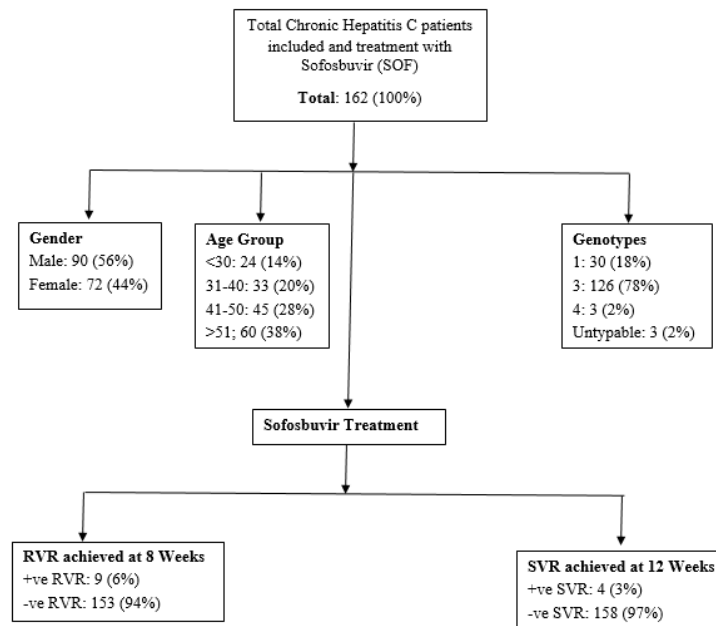 Total Chronic Hepatitis C patients
included and treatment with
Sofosbuvir (SOF)
Total: 162 (100%)
Gender
Male: 90 (56%)
Female: 72 (44%)
Age Group
<30: 24 (14%)
31-40: 33 (20%)
41-50: 45 (28%)
>51; 60 (38%)
Genotypes
1: 30 (18%)
3: 126 (78%)
4: 3 (2%)
Untypable: 3 (2%)
Sofosbuvir Treatment
RVR achieved at 8 Weeks
+ve RVR: 9 (6%)
-ve RVR: 153 (94%)
SVR achieved at 12 Weeks
+ve SVR: 4 (3%)
-ve SVR: 158 (97%)